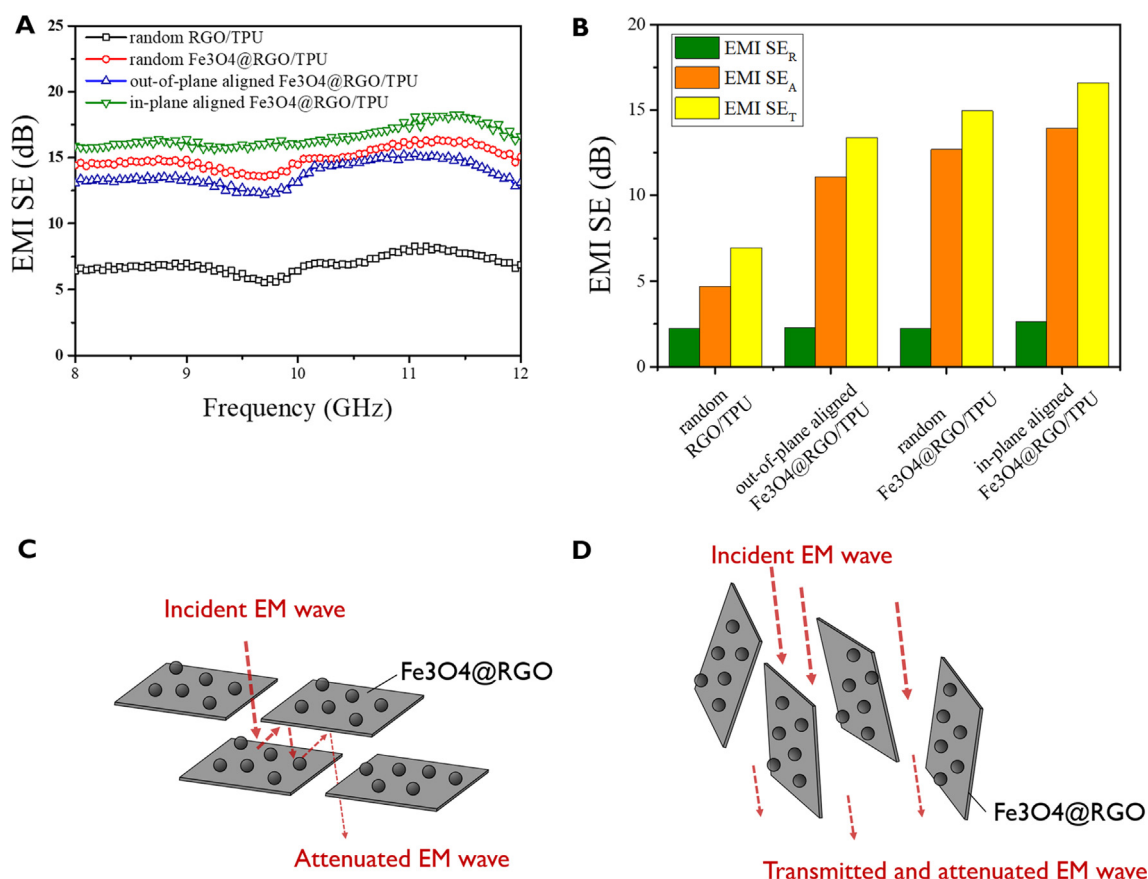 A
25
20
15
10
5
0
EMI SE (dB)
random RGO/TPU
random Fe3O4@RGO/TPU
out-of-plane aligned Fe3O4@RGO/TPU
in-plane aligned Fe3O4@RGO/TPU
8 9 10 11 12
Frequency (GHz)
B
20
15
10
5
0
EMI SE (dB)
EMI SE_R
EMI SE_A
EMI SE_T
random
RGO/TPU
out-of-plane aligned
Fe3O4@RGO/TPU
random
Fe3O4@RGO/TPU
in-plane aligned
Fe3O4@RGO/TPU
C
Incident EM wave
Fe3O4@RGO
Attenuated EM wave
D
Incident EM wave
Fe3O4@RGO
Transmitted and attenuated EM wave